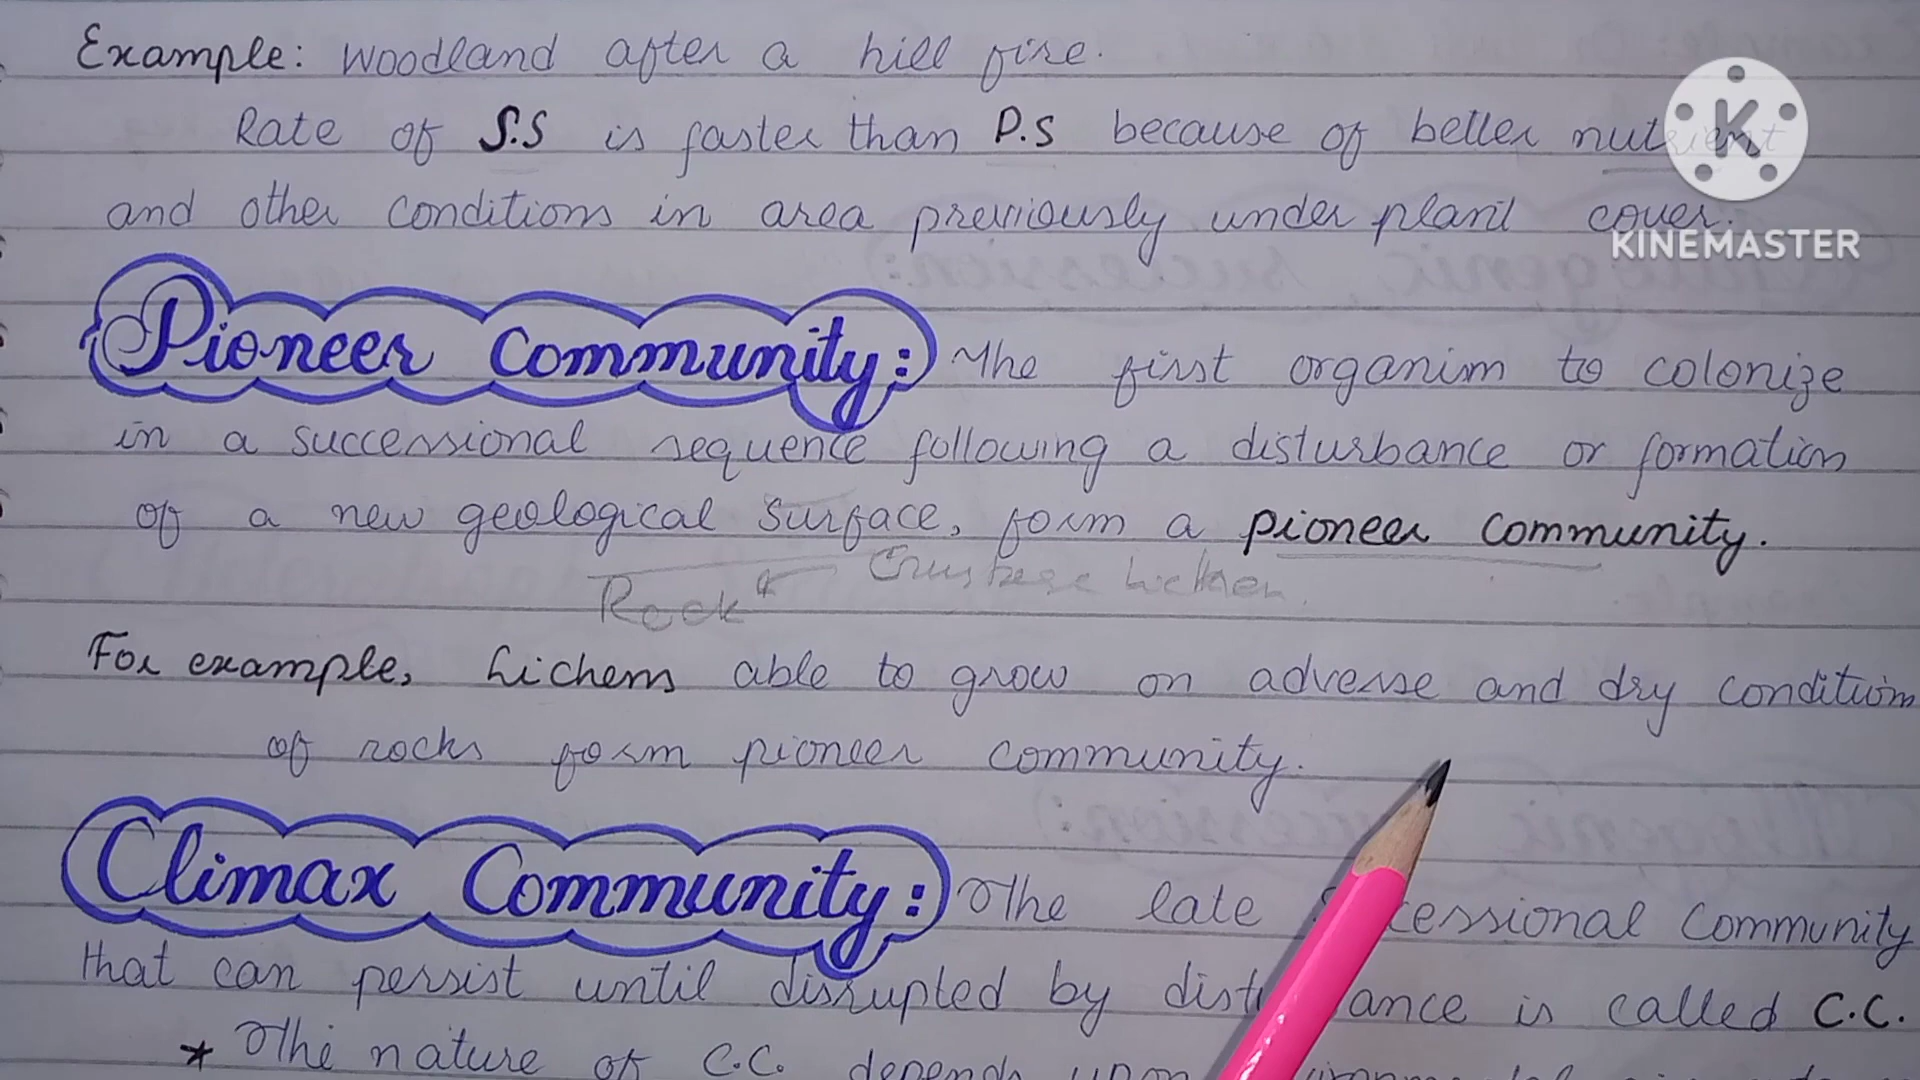 Example: Woodland after a hill fire.
Rate of S.S is faster than P.S because of better nutrient
and other conditions in area previously under plant cover.
KINEMASTER
Pioneer Community: The first organism to colonize
in a successional sequence following a disturbance or formation
of a new geological surface, form a pioneer community.
Rock
For example, Lichens able to grow on adverse and dry condition
of rocks form pioneer community.
Climax Community: The late Community
that can persist until disrupted by is called C.C.
* The nature of C.C. depends upon